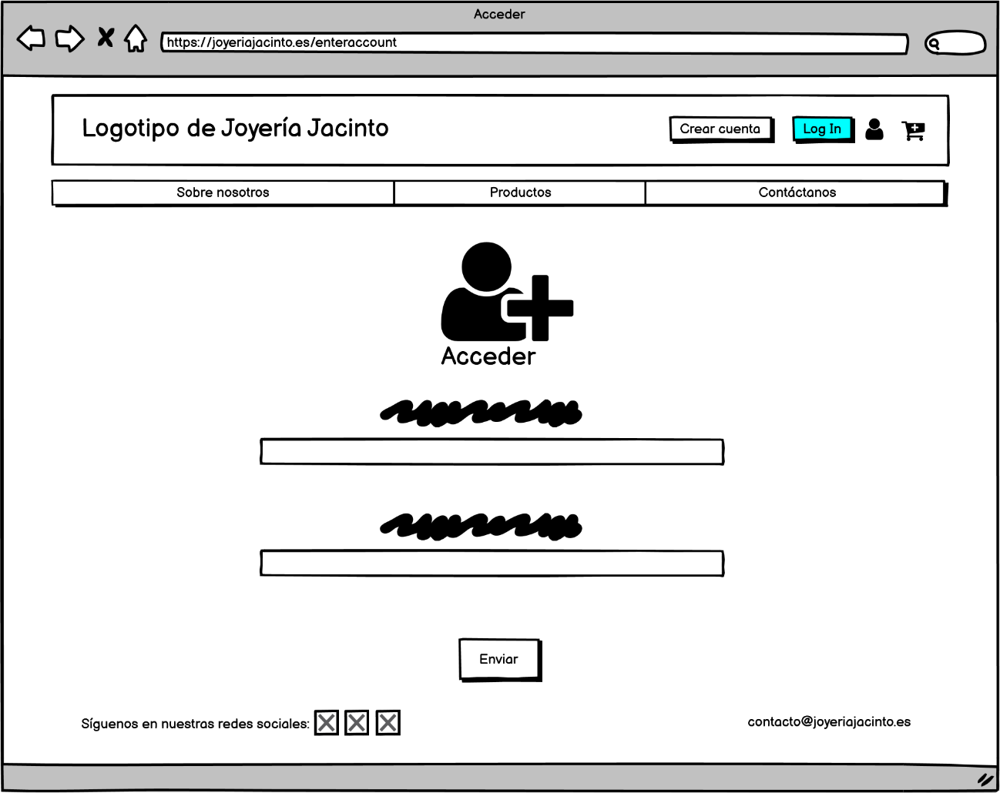 Acceder
https://joyeriajacinto.es/enteraccount
Logotipo de Joyería Jacinto
Crear cuenta
Log In
Sobre nosotros
Productos
Contáctanos
Acceder
Enviar
Síguenos en nuestras redes sociales:
contacto@joyeriajacinto.es